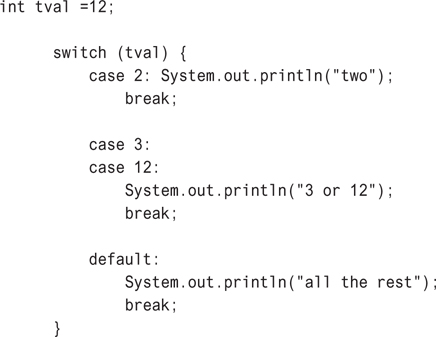 int tval =12;
switch (tval) {
case 2: System.out.println("two");
break;
case 3:
case 12:
System.out.println("3 or 12");
break;
default:
System.out.println("all the rest");
break;
}